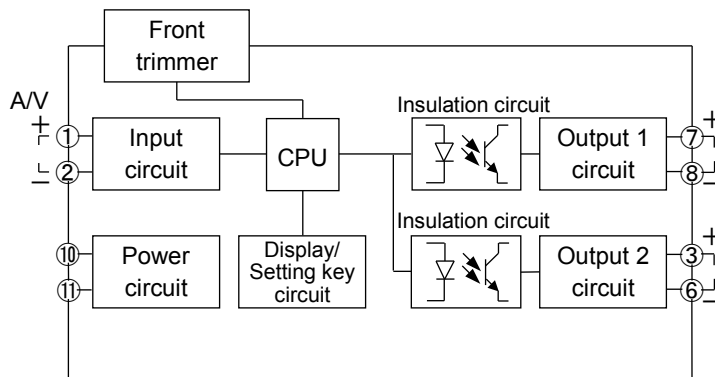 Front
trimmer
A/V
+
①
−
②
Input
circuit
CPU
Insulation circuit
Output 1
circuit
+
⑦
⑧
−
⑩
⑪
Power
circuit
Display/
Setting key
circuit
Insulation circuit
Output 2
circuit
+
③
⑥
−